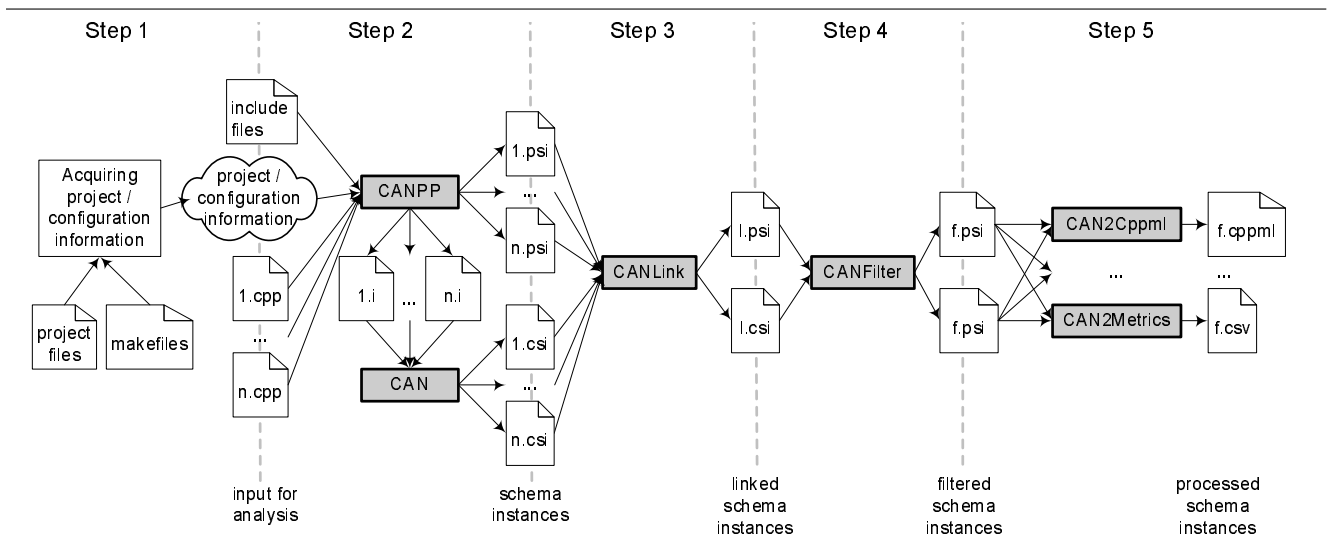 Step 1
Step 2
Step 3
Step 4
Step 5
include
files
Acquiring
project /
configuration
information
project /
configuration
information
project
files
makefiles
1.cpp
...
n.cpp
CANPP
1.i
...
n.i
CAN
1.psi
...
n.psi
1.csi
...
n.csi
CANLink
l.psi
l.csi
CANFilter
f.psi
f.psi
CAN2Cppml
...
CAN2Metrics
f.cppml
...
f.csv
input for
analysis
schema
instances
linked
schema
instances
filtered
schema
instances
processed
schema
instances